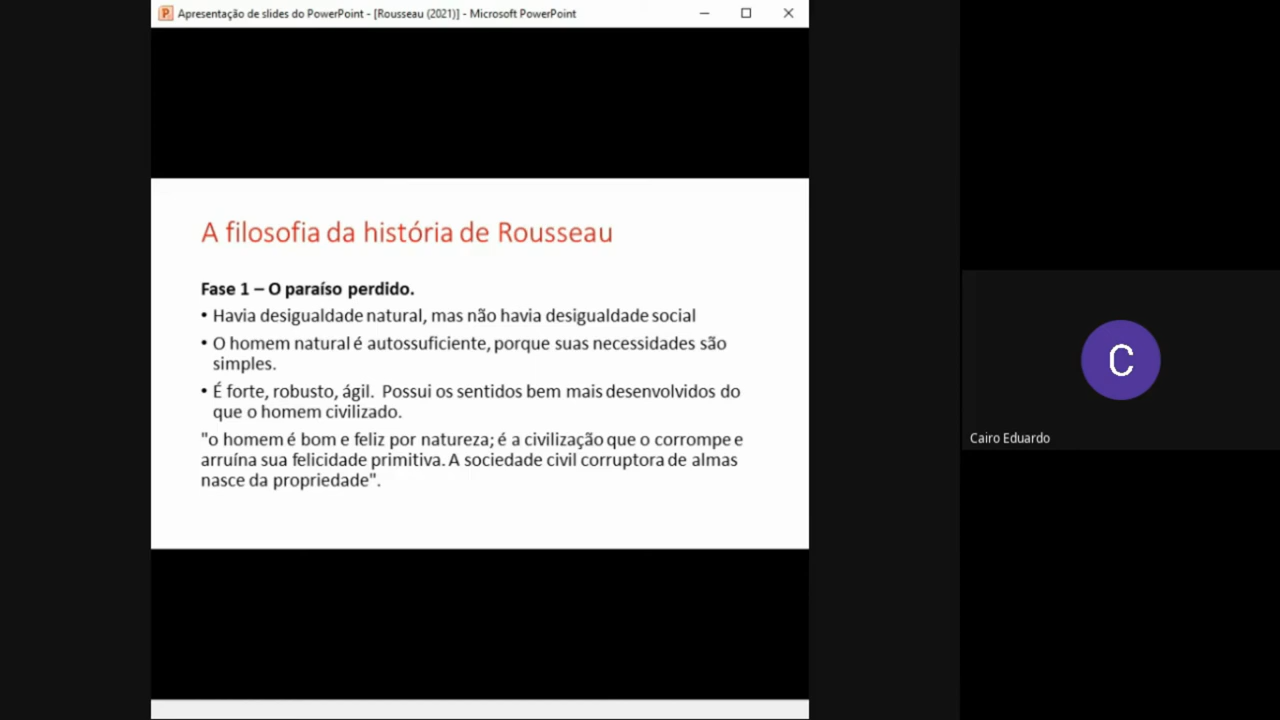 Apresentação de slides do PowerPoint - [Rousseau (2021)] - Microsoft PowerPoint
A filosofia da história de Rousseau
Fase 1 – O paraíso perdido.
• Havia desigualdade natural, mas não havia desigualdade social
• O homem natural é autossuficiente, porque suas necessidades são
simples.
• É forte, robusto, ágil. Possui os sentidos bem mais desenvolvidos do
que o homem civilizado.
"o homem é bom e feliz por natureza; é a civilização que o corrompe e
arruína sua felicidade primitiva. A sociedade civil corruptora de almas
nasce da propriedade".
C
Cairo Eduardo